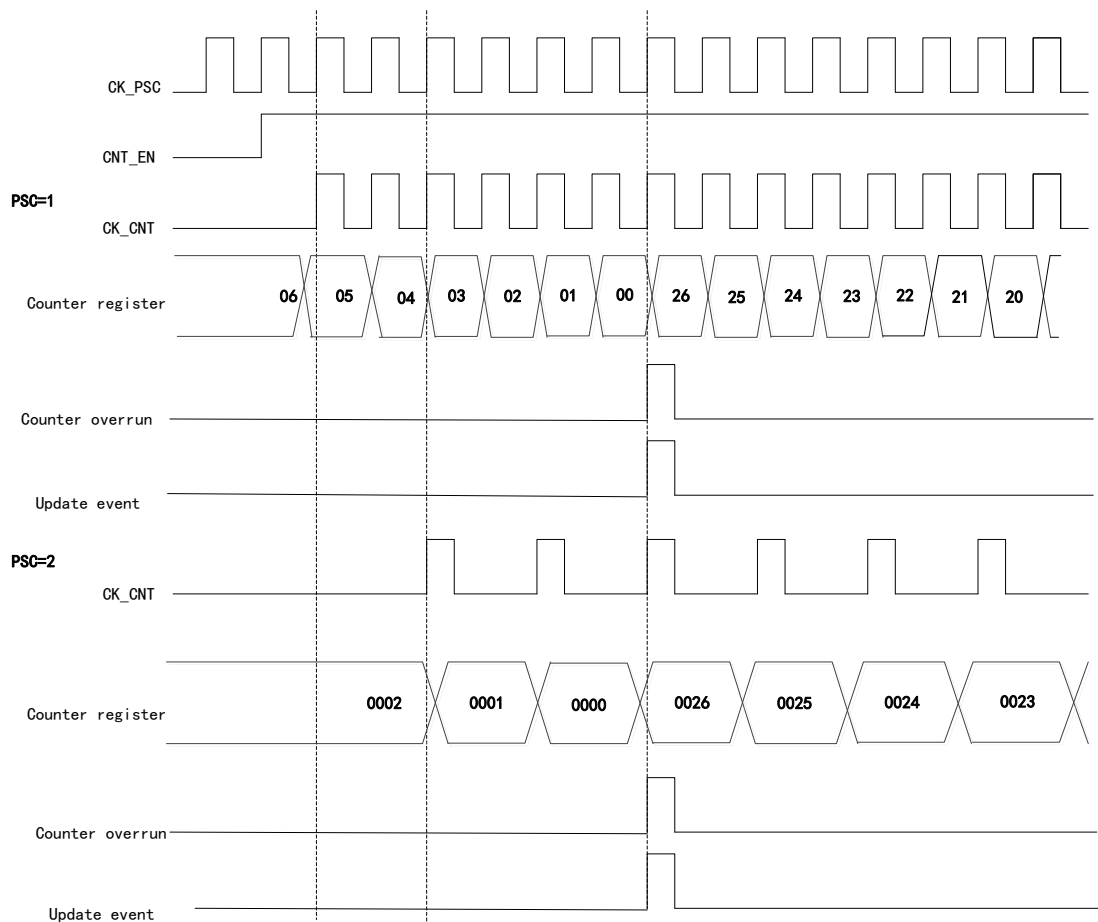 CK_PSC
CNT_EN
PSC=1
CK_CNT
Counter register 06 05 04 03 02 01 00 26 25 24 23 22 21 20
Counter overrun
Update event
PSC=2
CK_CNT
Counter register 0002 0001 0000 0026 0025 0024 0023
Counter overrun
Update event